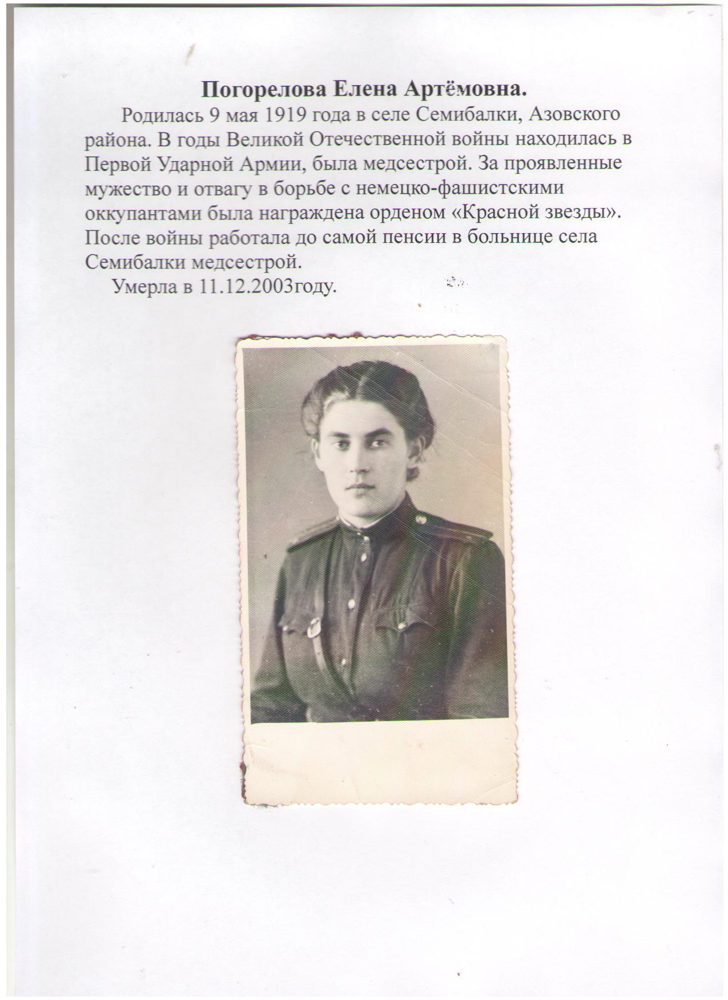 Погорелова Елена Артёмовна.
Родилась 9 мая 1919 года в селе Семибалки, Азовского
района. В годы Великой Отечественной войны находилась в
Первой Ударной Армии, была медсестрой. За проявленные
мужество и отвагу в борьбе с немецко-фашистскими
оккупантами была награждена орденом «Красной звезды».
После войны работала до самой пенсии в больнице села
Семибалки медсестрой.
Умерла в 11.12.2003году.